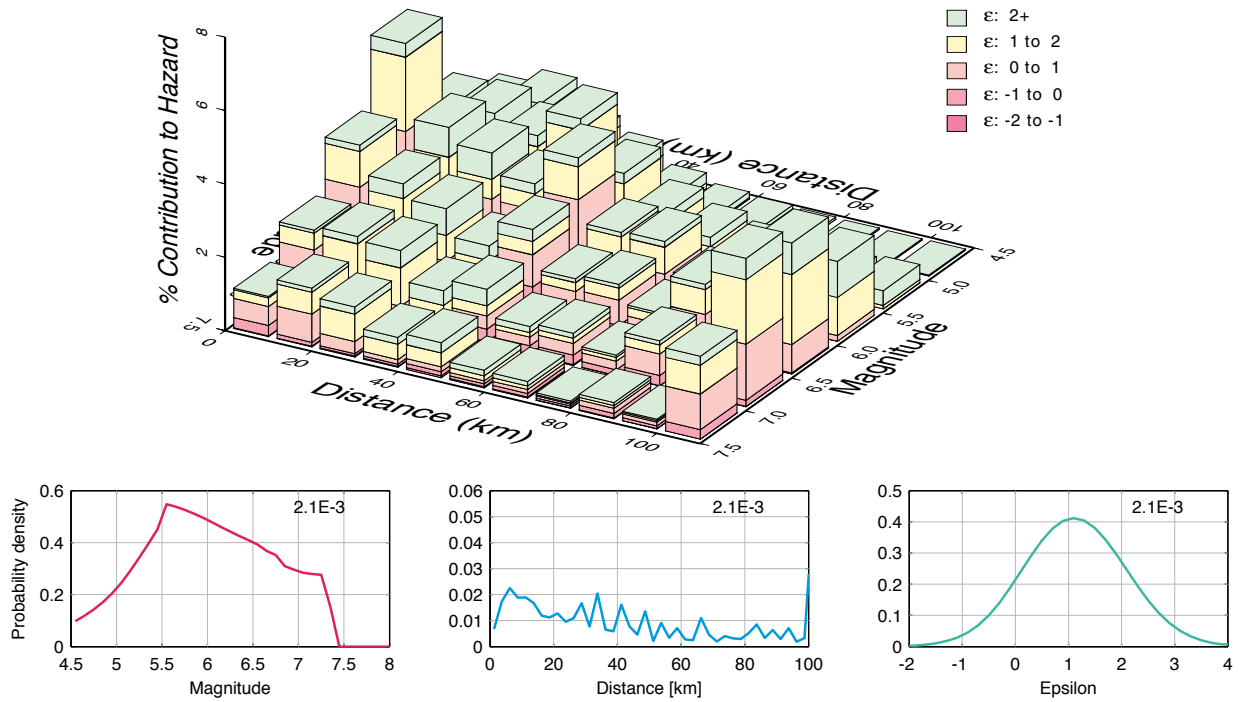 ε: 2+
ε: 1 to 2
ε: 0 to 1
ε: -1 to 0
ε: -2 to -1
% Contribution to Hazard
8
6
4
2
7.5
0
20
40
60
80
100
Distance (km)
40
60
80
100
Distance (km)
4.5
5.0
5.5
6.0
6.5
7.0
7.5
Magnitude
ge
Probability density
0.6
0.4
0.2
0
4.5 5 5.5 6 6.5 7 7.5 8
Magnitude
2.1E-3
0.06
0.05
0.04
0.03
0.02
0.01
0
0 20 40 60 80 100
Distance [km]
2.1E-3
0.5
0.4
0.3
0.2
0.1
0
-2 -1 0 1 2 3 4
Epsilon
2.1E-3